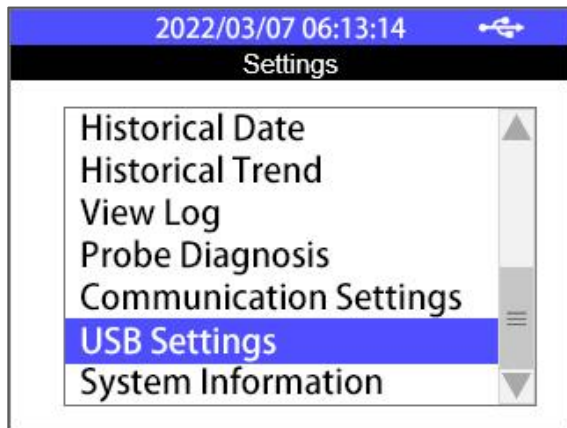 2022/03/07 06:13:14
Settings
Historical Date
Historical Trend
View Log
Probe Diagnosis
Communication Settings
USB Settings
System Information